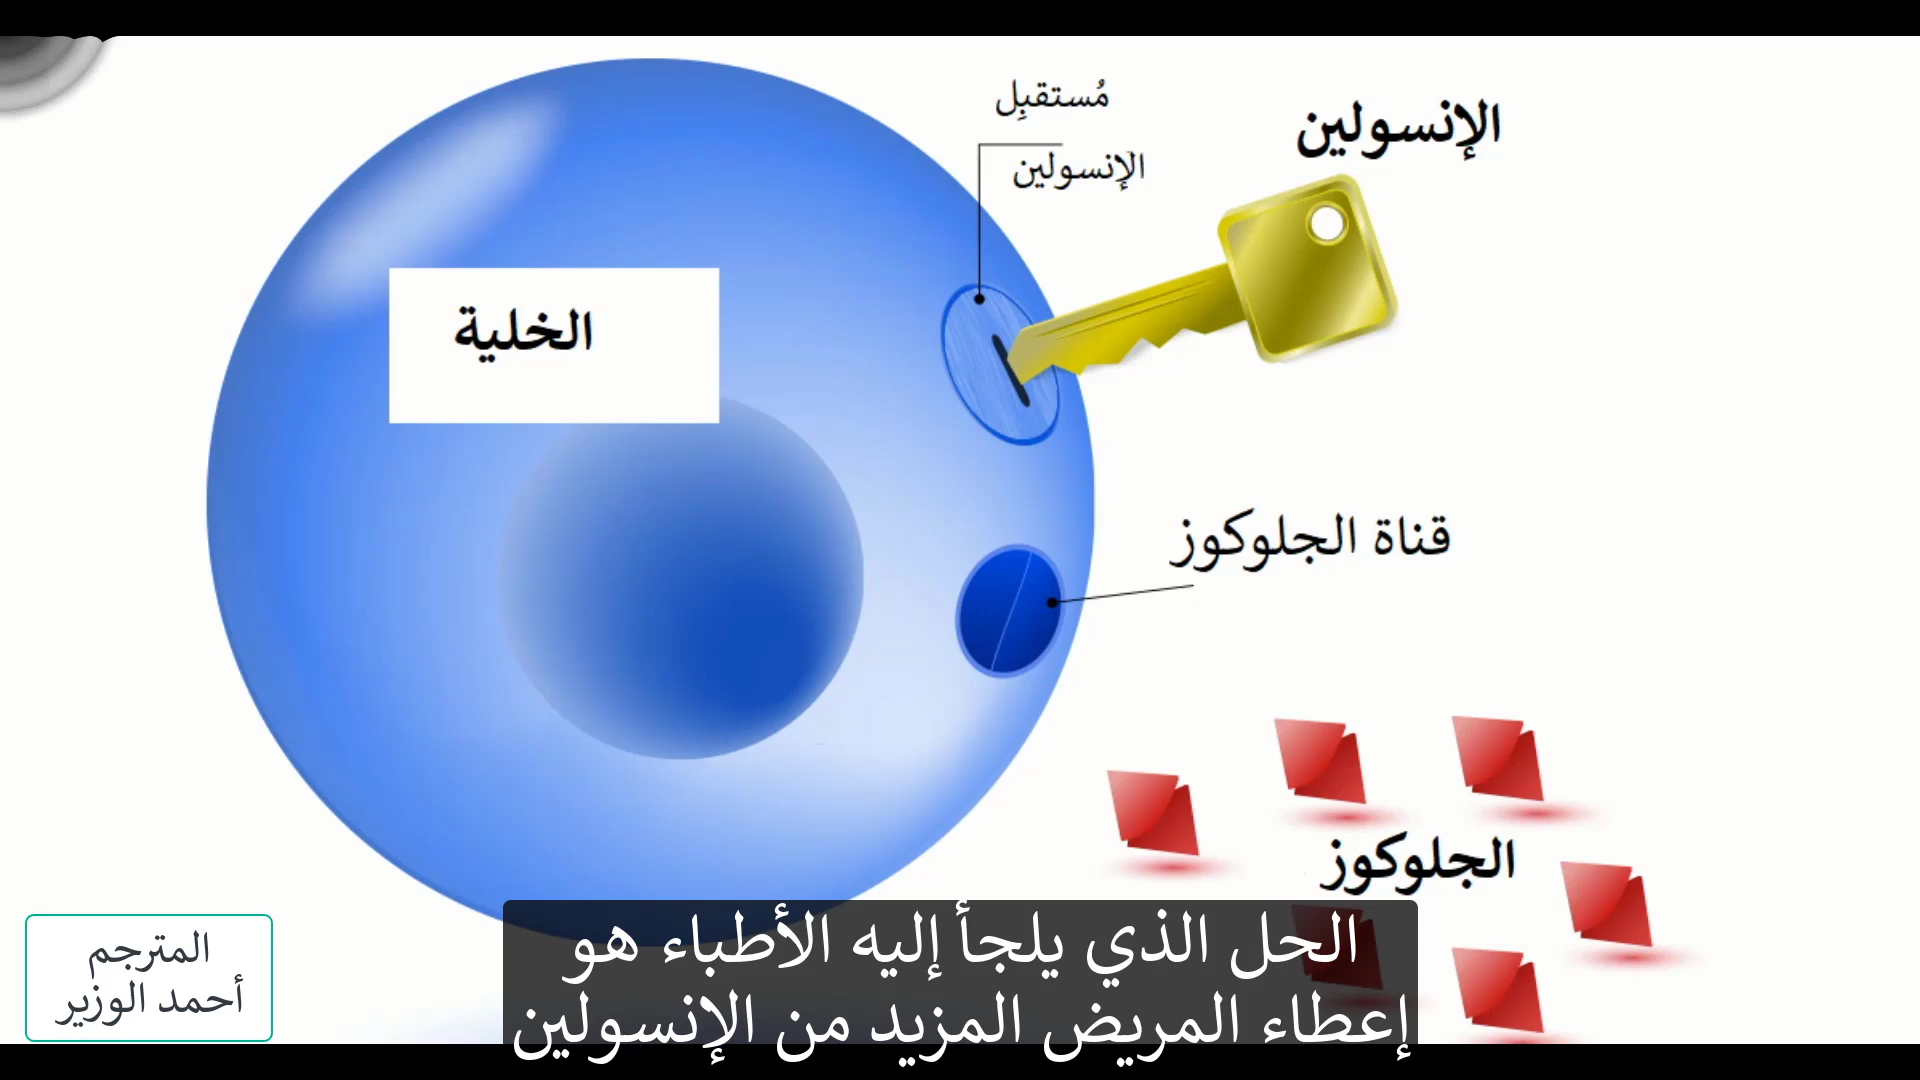 مُستقبِل
الإنسولين
الإنسولين
الخلية
قناة الجلوكوز
الجلوكوز
الحل الذي يلجأ إليه الأطباء هو
إعطاء المريض المزيد من الإنسولين
المترجم
أحمد الوزير